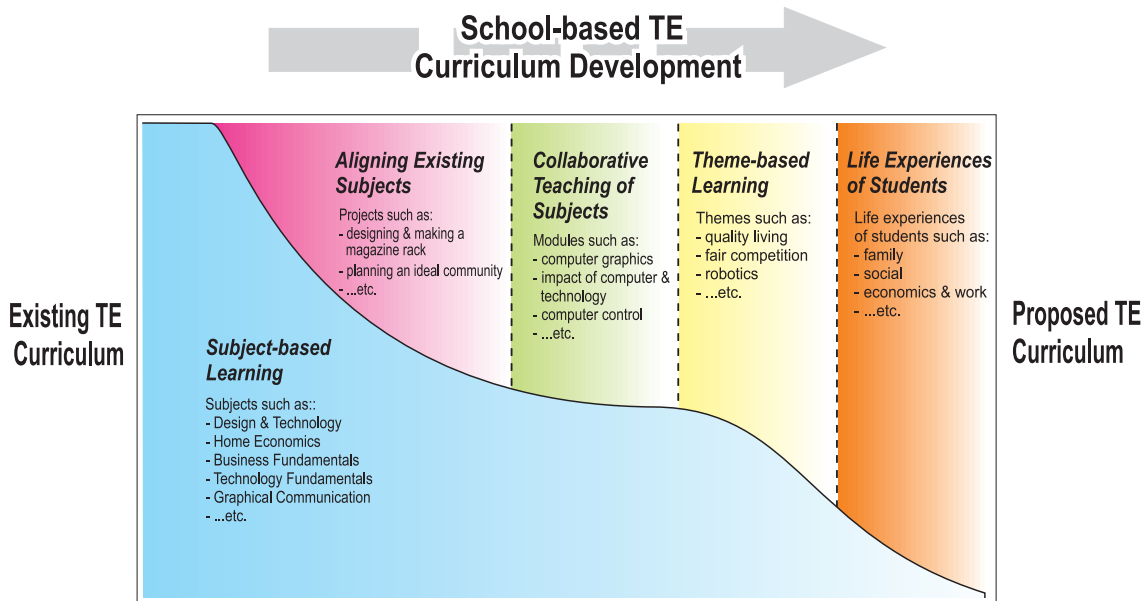 School-based TE
Curriculum Development
Existing TE
Curriculum
Subject-based
Learning
Subjects such as::
- Design & Technology
- Home Economics
- Business Fundamentals
- Technology Fundamentals
- Graphical Communication
- ...etc.
Aligning Existing
Subjects
Projects such as:
- designing & making a
magazine rack
- planning an ideal community
- ...etc.
Collaborative
Teaching of
Subjects
Modules such as:
- computer graphics
- impact of computer &
technology
- computer control
- ...etc.
Theme-based
Learning
Themes such as:
- quality living
- fair competition
- robotics
- ...etc.
Life Experiences
of Students
Life experiences
of students such as:
- family
- social
- economics & work
- ...etc.
Proposed TE
Curriculum